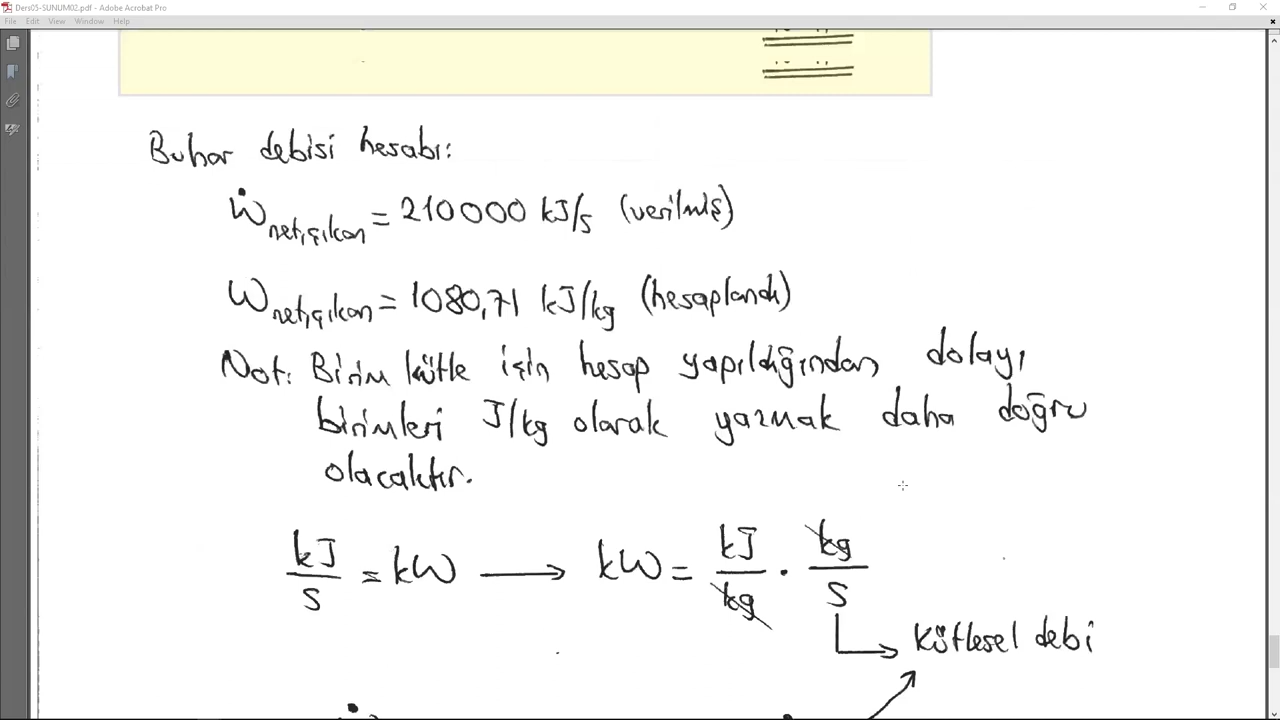 Ders05-SUNUM02.pdf - Adobe Acrobat Pro
File Edit View Window Help
Buhar debisi hesabı:
Ẇnet,çıkan = 210000 kJ/s (verilmiş)
Wnet,çıkan = 1080,71 kJ/kg (hesaplandı)
Not: Birim kütle için hesap yapıldığından dolayı
birimleri J/kg olarak yazmak daha doğru
olacaktır.
kJ/s = kW → kW = kJ/kg · kg/s
kütlesel debi